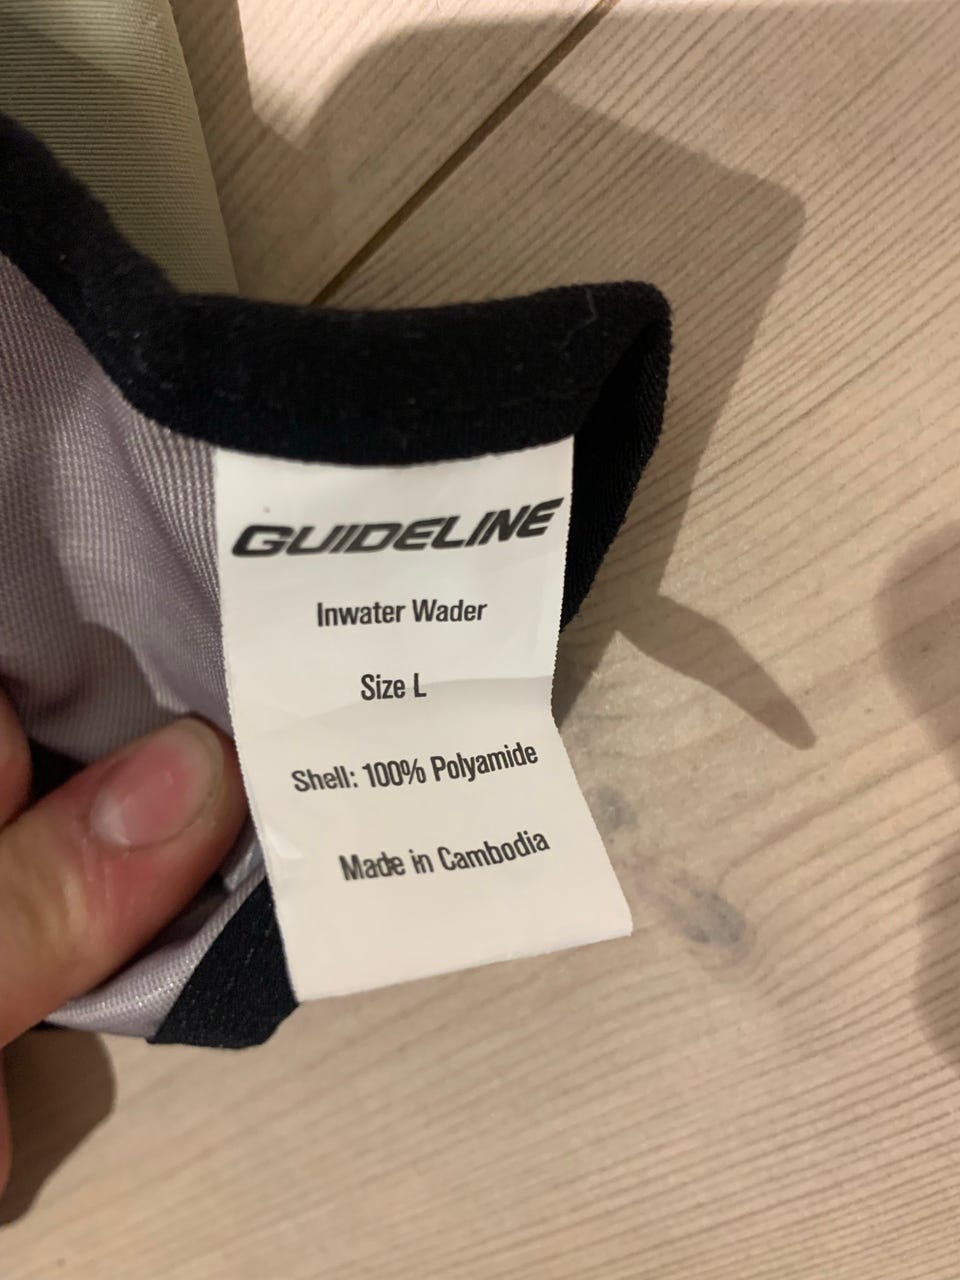 GUIDELINE
Inwater Wader
Size L
Shell: 100% Polyamide
Made in Cambodia